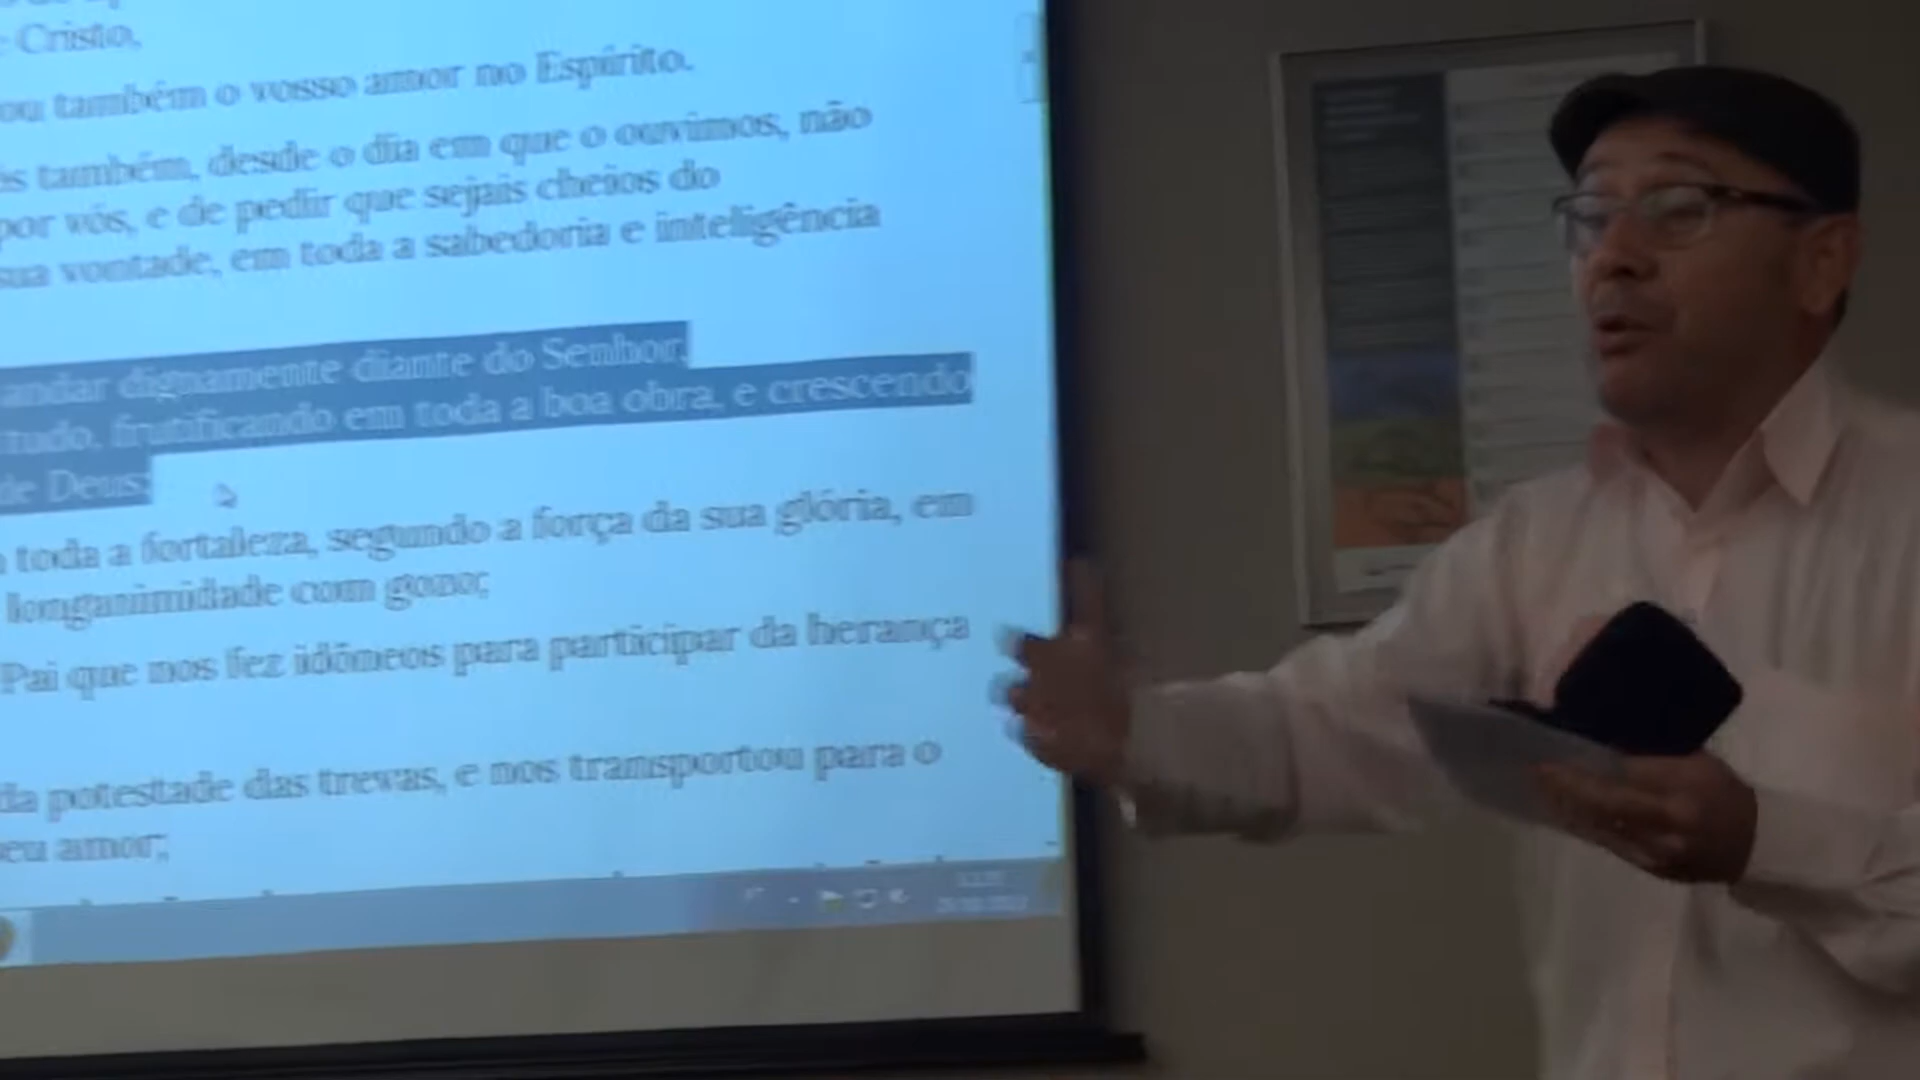 Cristo.
ou também o vosso amor no Espírito.
s também, desde o dia em que o ouvimos, não
por vós, e de pedir que sejais cheios do
sua vontade, em toda a sabedoria e inteligência
andar dignamente diante do Senhor,
tudo, frutificando em toda a boa obra, e crescendo
de Deus;
toda a fortaleza, segundo a força da sua glória, em
longanimidade com gozo;
Pai que nos fez idôneos para participar da herança
da potestade das trevas, e nos transportou para o
eu amor;